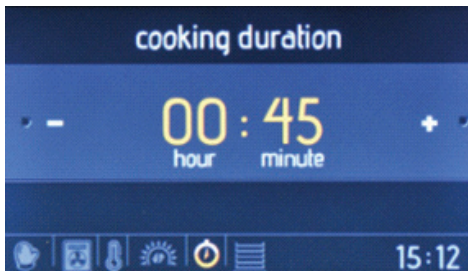 cooking duration
- 00 : 45 +
hour minute
15:12